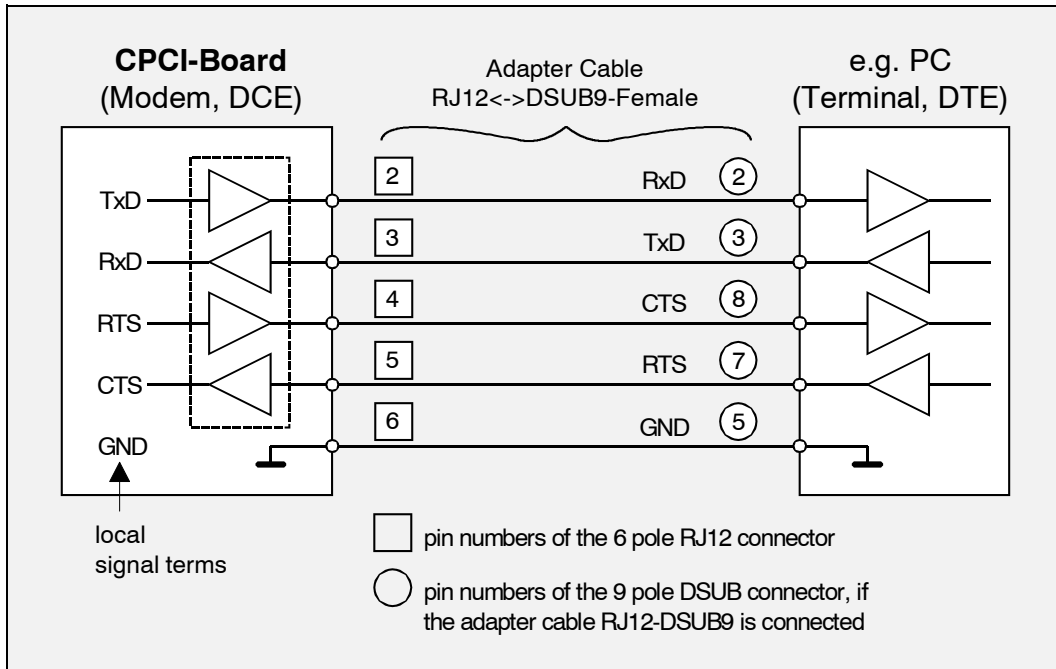 CPCI-Board
(Modem, DCE)
Adapter Cable
RJ12<->DSUB9-Female
e.g. PC
(Terminal, DTE)
TxD
2
RxD
2
RxD
3
TxD
3
RTS
4
CTS
8
CTS
5
RTS
7
GND
6
GND
5
local
signal terms
pin numbers of the 6 pole RJ12 connector
pin numbers of the 9 pole DSUB connector, if
the adapter cable RJ12-DSUB9 is connected